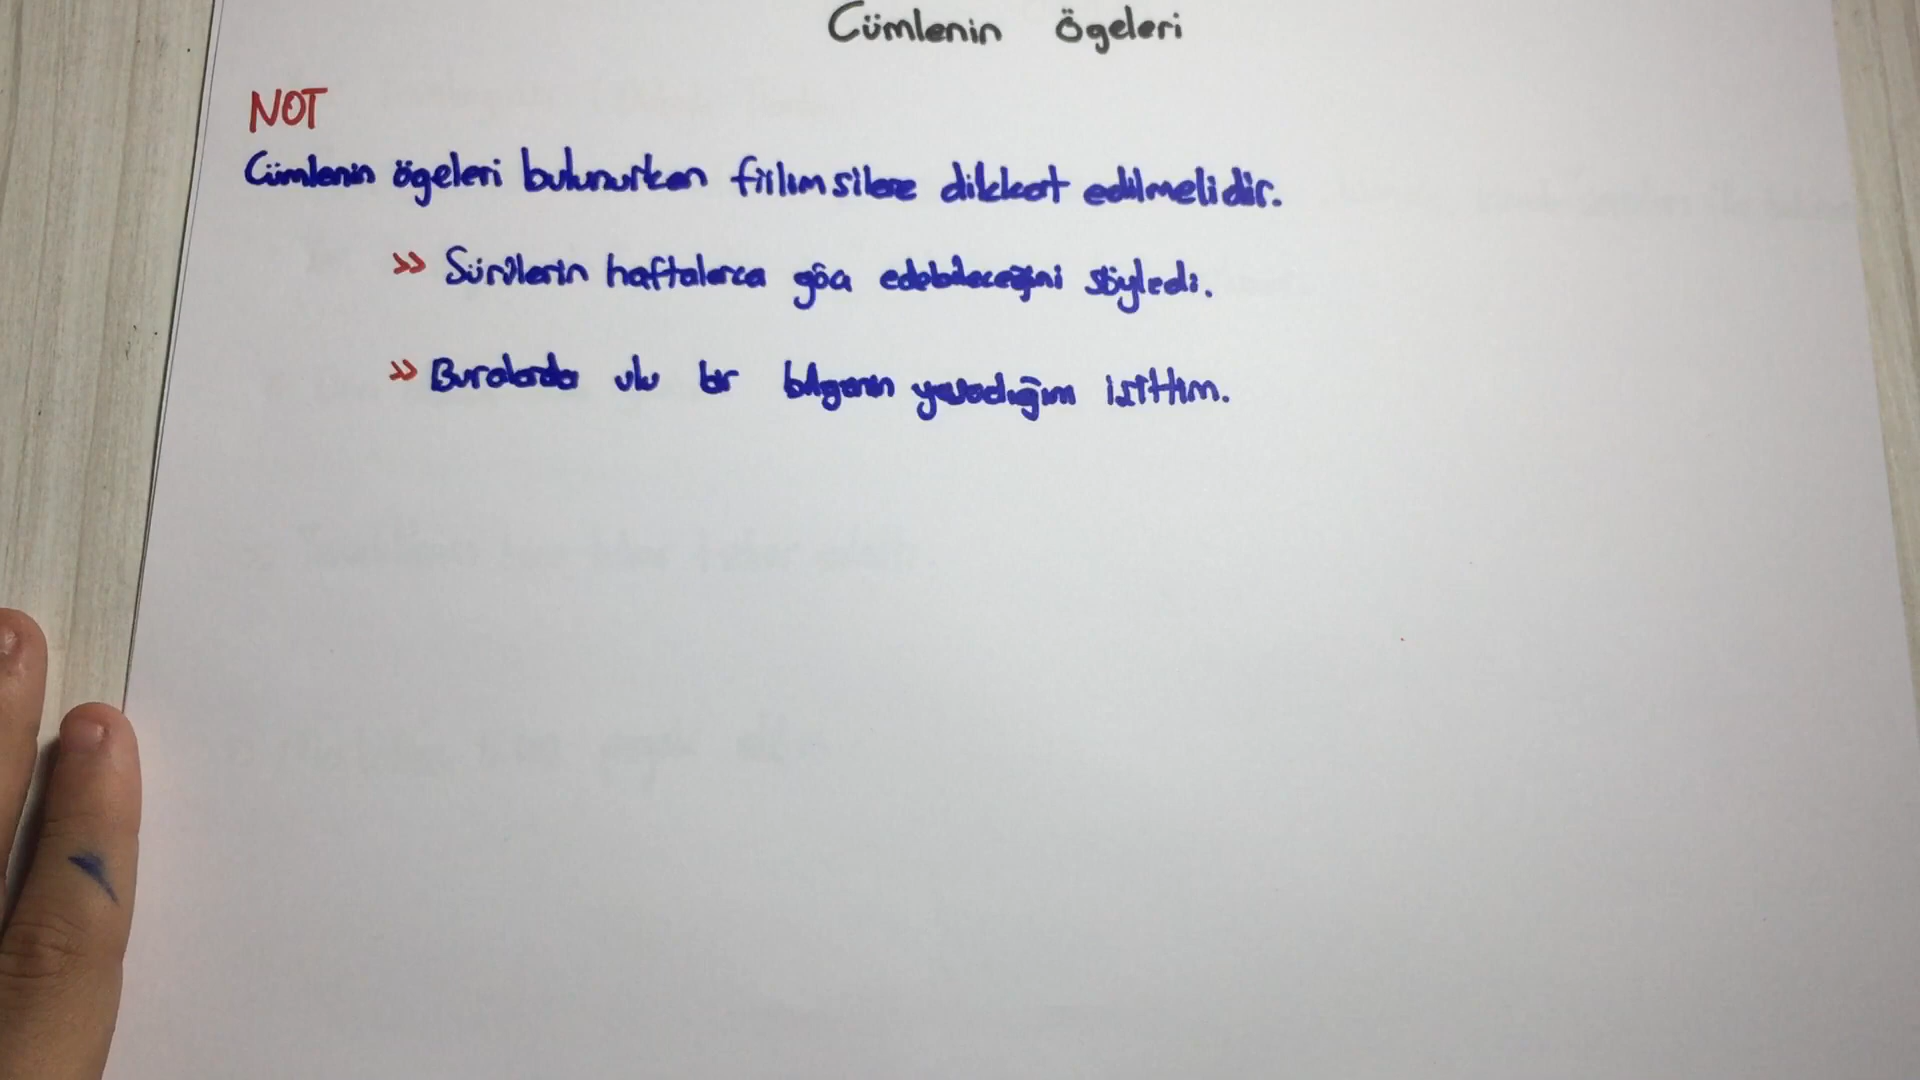 Cümlenin Ögeleri
NOT
Cümlenin ögeleri bulunurken fiilimsilere dikkat edilmelidir.
>> Sürülerin haftalarca göç edebileceğini söyledi.
>> Buralarda ulu bir bilgenin yaşadığını işittim.